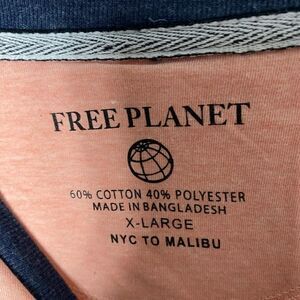 FREE PLANET
60% COTTON 40% POLYESTER
MADE IN BANGLADESH
X-LARGE
NYC TO MALIBU